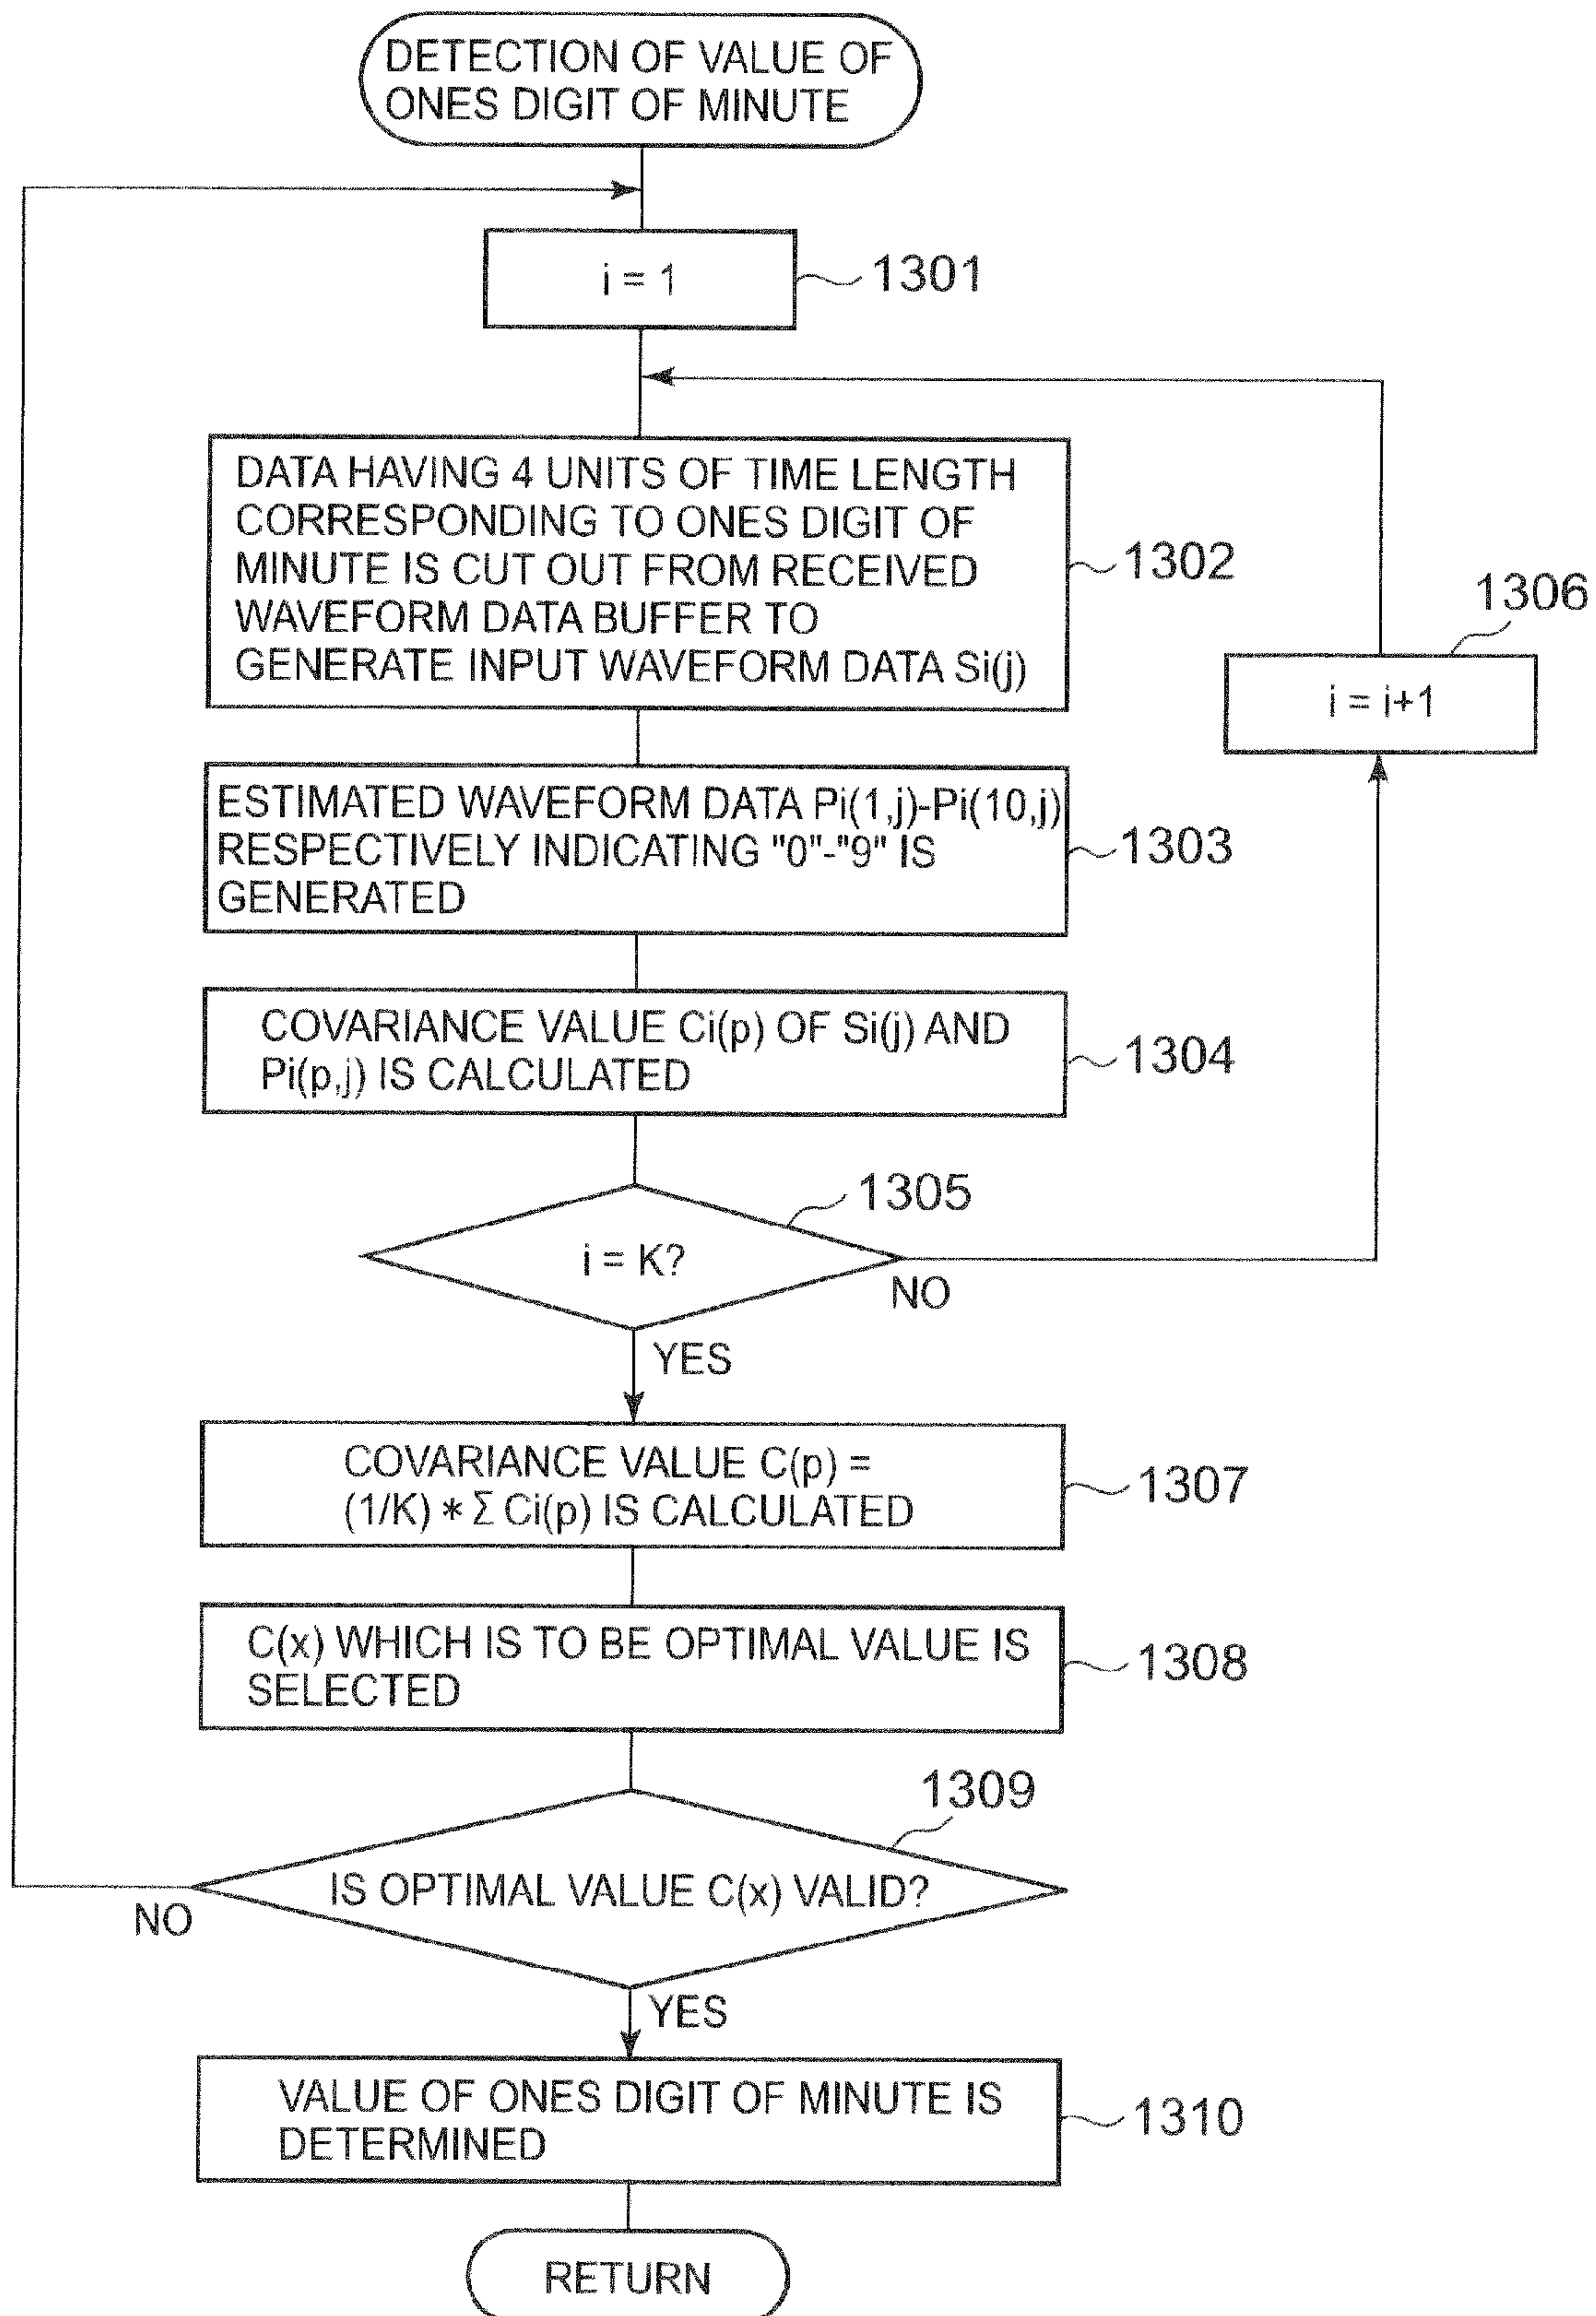 DETECTION OF VALUE OF
ONES DIGIT OF MINUTE
i = 1
1301
DATA HAVING 4 UNITS OF TIME LENGTH
CORRESPONDING TO ONES DIGIT OF
MINUTE IS CUT OUT FROM RECEIVED
WAVEFORM DATA BUFFER TO
GENERATE INPUT WAVEFORM DATA Si(j)
1302
1306
i = i+1
ESTIMATED WAVEFORM DATA Pi(1,j)-Pi(10,j)
RESPECTIVELY INDICATING "0"-"9" IS
GENERATED
1303
COVARIANCE VALUE Ci(p) OF Si(j) AND
Pi(p,j) IS CALCULATED
1304
1305
i = K?
NO
YES
COVARIANCE VALUE C(p) =
(1/K) * Σ Ci(p) IS CALCULATED
1307
C(x) WHICH IS TO BE OPTIMAL VALUE IS
SELECTED
1308
1309
IS OPTIMAL VALUE C(x) VALID?
NO
YES
VALUE OF ONES DIGIT OF MINUTE IS
DETERMINED
1310
RETURN